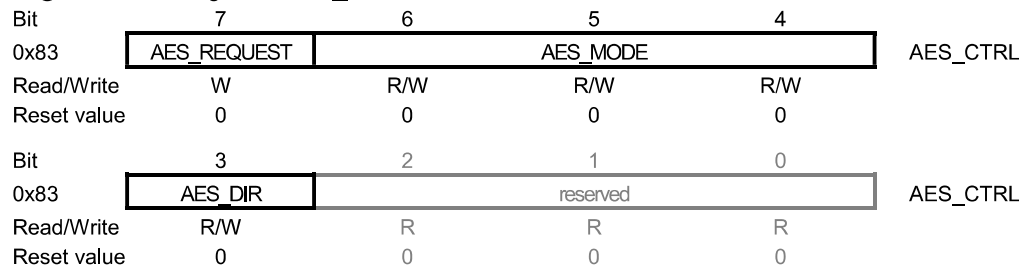 Bit 7 6 5 4
0x83 AES_REQUEST AES_MODE AES_CTRL
Read/Write W R/W R/W R/W
Reset value 0 0 0 0
Bit 3 2 1 0
0x83 AES_DIR reserved AES_CTRL
Read/Write R/W R R R
Reset value 0 0 0 0